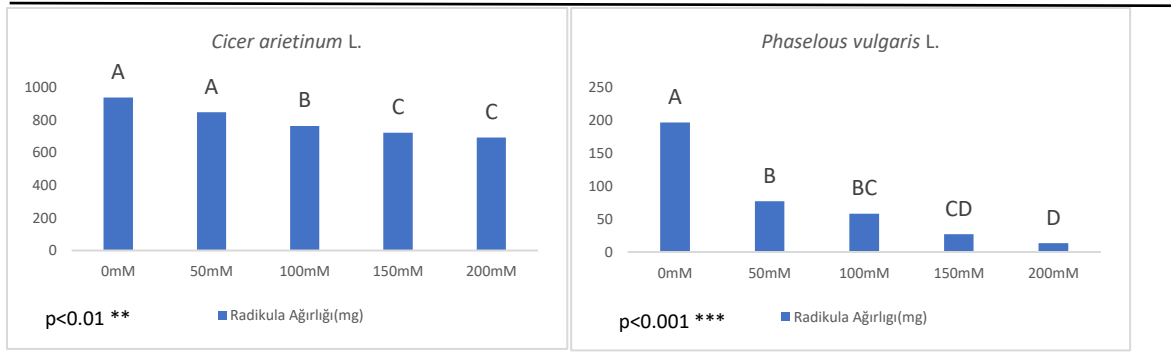 Cicer arietinum L.
A
A
B
C
C
1000
800
600
400
200
0
0mM 50mM 100mM 150mM 200mM
p<0.01 **
Radikula Ağırlığı(mg)
Phaselous vulgaris L.
A
B
BC
CD
D
250
200
150
100
50
0
0mM 50mM 100mM 150mM 200mM
p<0.001 ***
Radikula Ağırlıgı(mg)